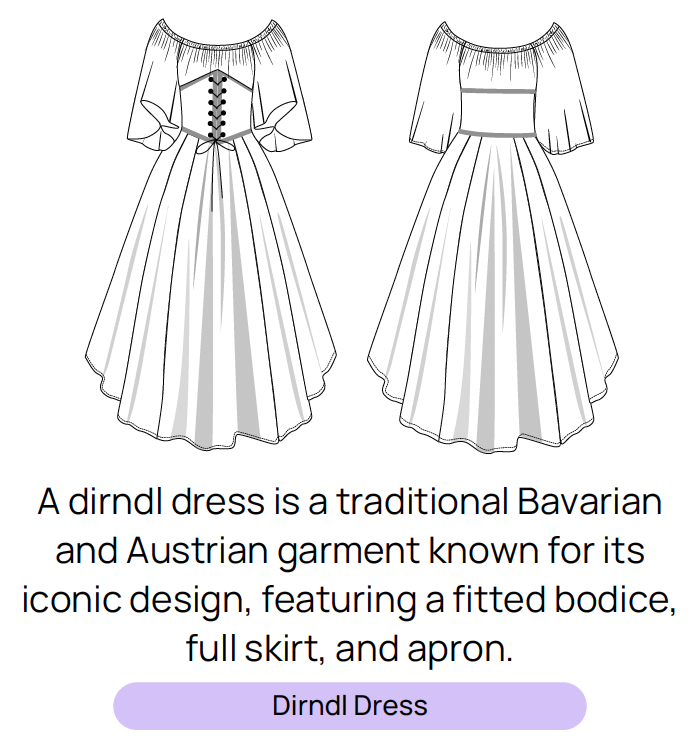 A dirndl dress is a traditional Bavarian
and Austrian garment known for its
iconic design, featuring a fitted bodice,
full skirt, and apron.
Dirndl Dress